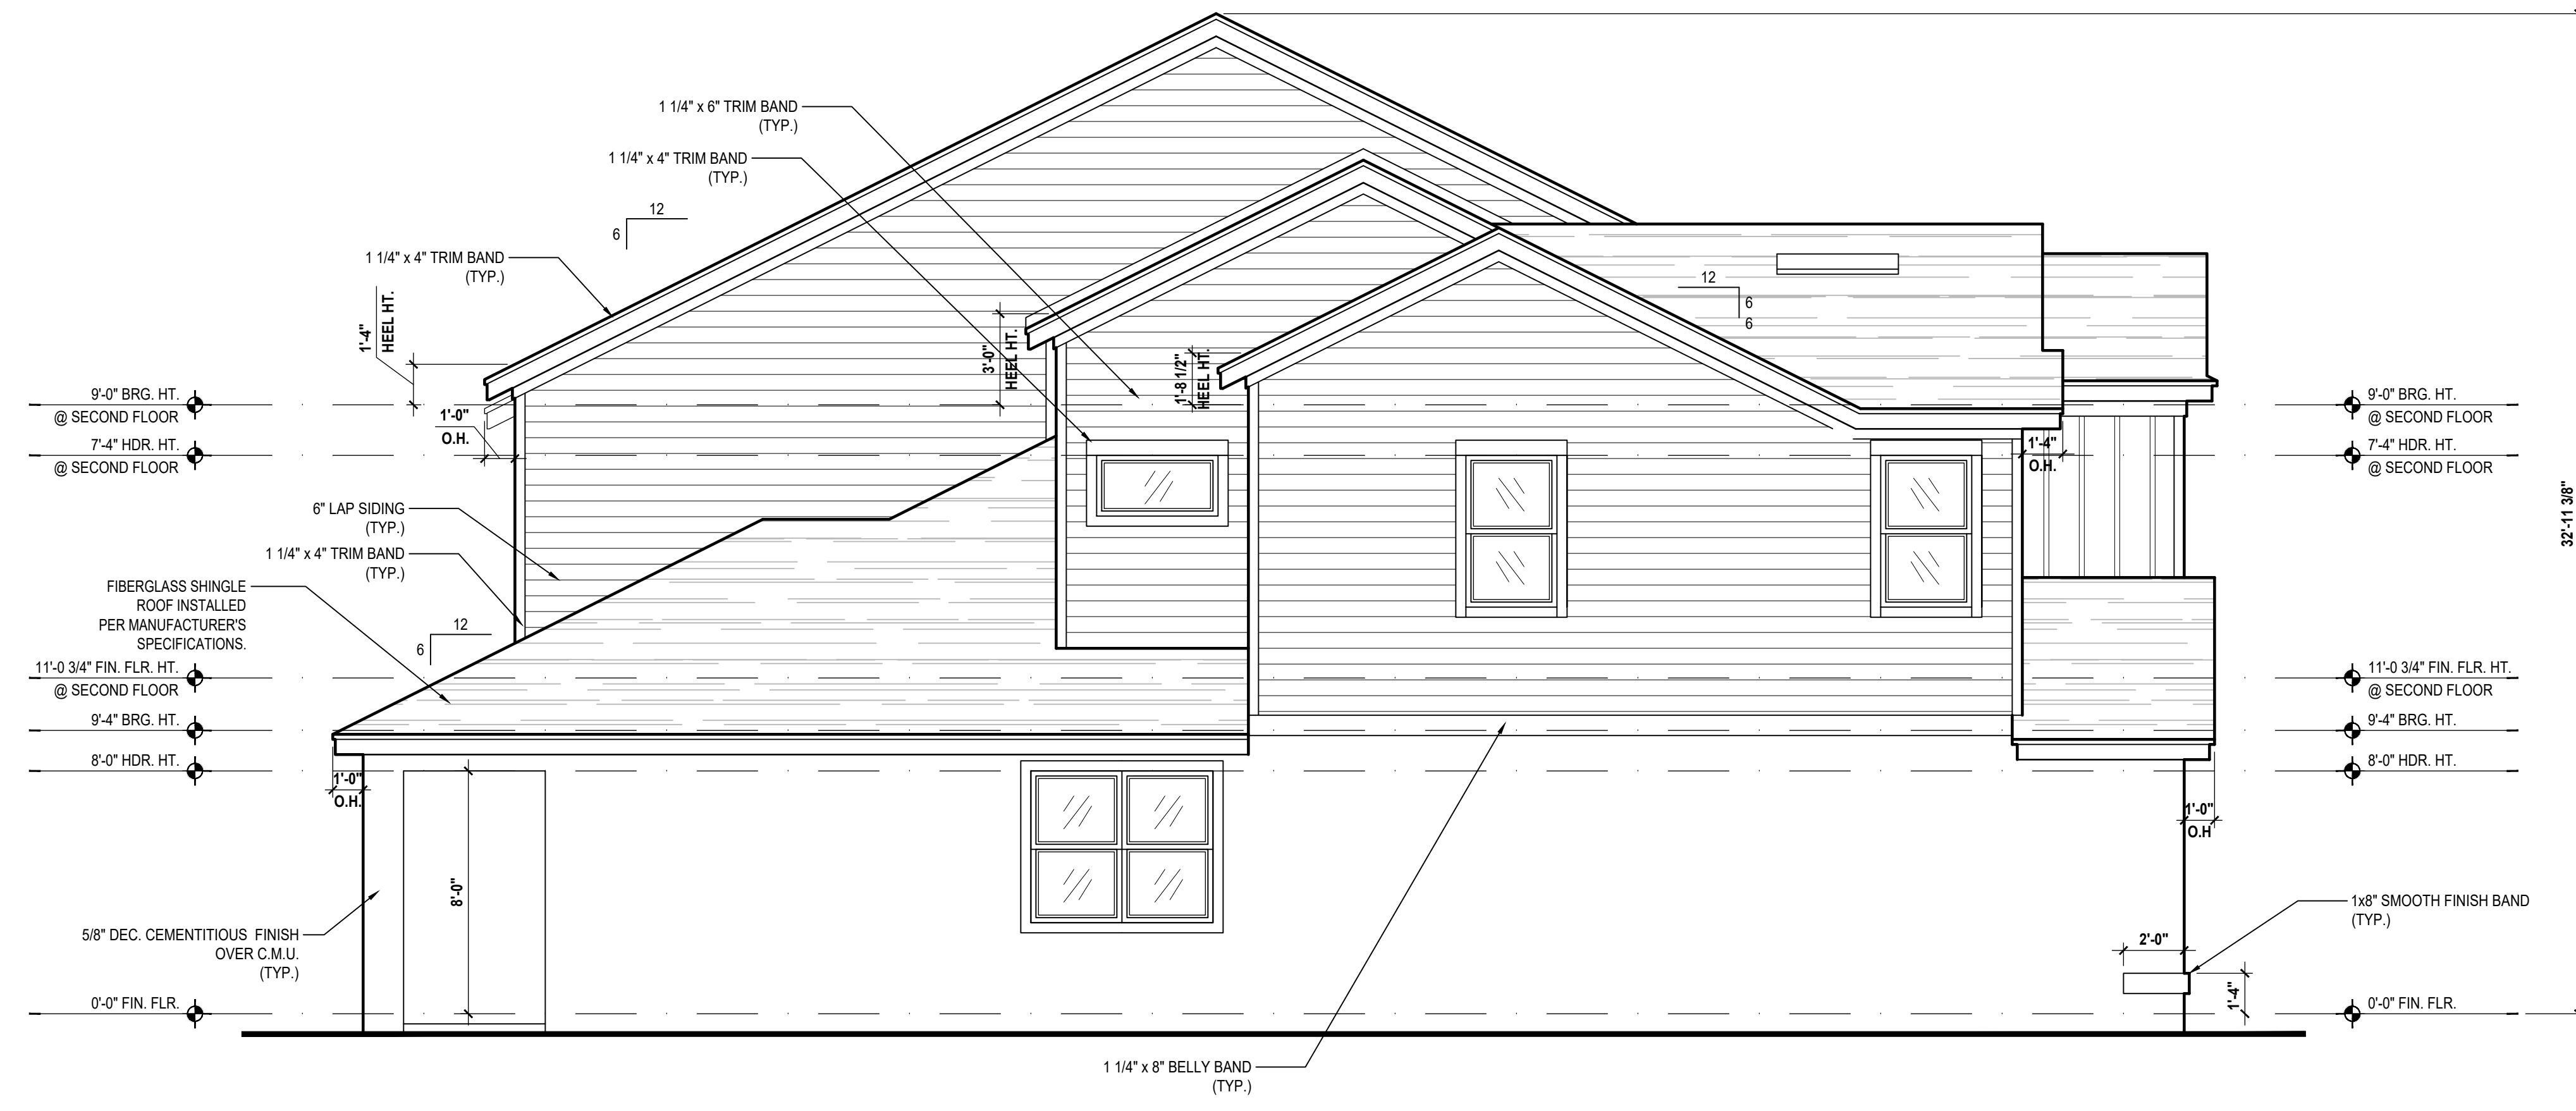 1 1/4" x 6" TRIM BAND
(TYP.)
1 1/4" x 4" TRIM BAND
(TYP.)
12
6
1 1/4" x 4" TRIM BAND
(TYP.)
1'-4"
HEEL HT.
3'-0"
HEEL HT.
1'-8 1/2"
HEEL HT.
12
6
6
9'-0" BRG. HT.
@ SECOND FLOOR
1'-0"
O.H.
7'-4" HDR. HT.
@ SECOND FLOOR
9'-0" BRG. HT.
@ SECOND FLOOR
1'-4"
O.H.
7'-4" HDR. HT.
@ SECOND FLOOR
32'-11 3/8"
6" LAP SIDING
(TYP.)
1 1/4" x 4" TRIM BAND
(TYP.)
FIBERGLASS SHINGLE
ROOF INSTALLED
PER MANUFACTURER'S
SPECIFICATIONS.
12
6
11'-0 3/4" FIN. FLR. HT.
@ SECOND FLOOR
9'-4" BRG. HT.
8'-0" HDR. HT.
11'-0 3/4" FIN. FLR. HT.
@ SECOND FLOOR
9'-4" BRG. HT.
8'-0" HDR. HT.
1'-0"
O.H.
1'-0"
O.H
8'-0"
5/8" DEC. CEMENTITIOUS FINISH
OVER C.M.U.
(TYP.)
1x8" SMOOTH FINISH BAND
(TYP.)
2'-0"
1'-4"
0'-0" FIN. FLR.
0'-0" FIN. FLR.
1 1/4" x 8" BELLY BAND
(TYP.)